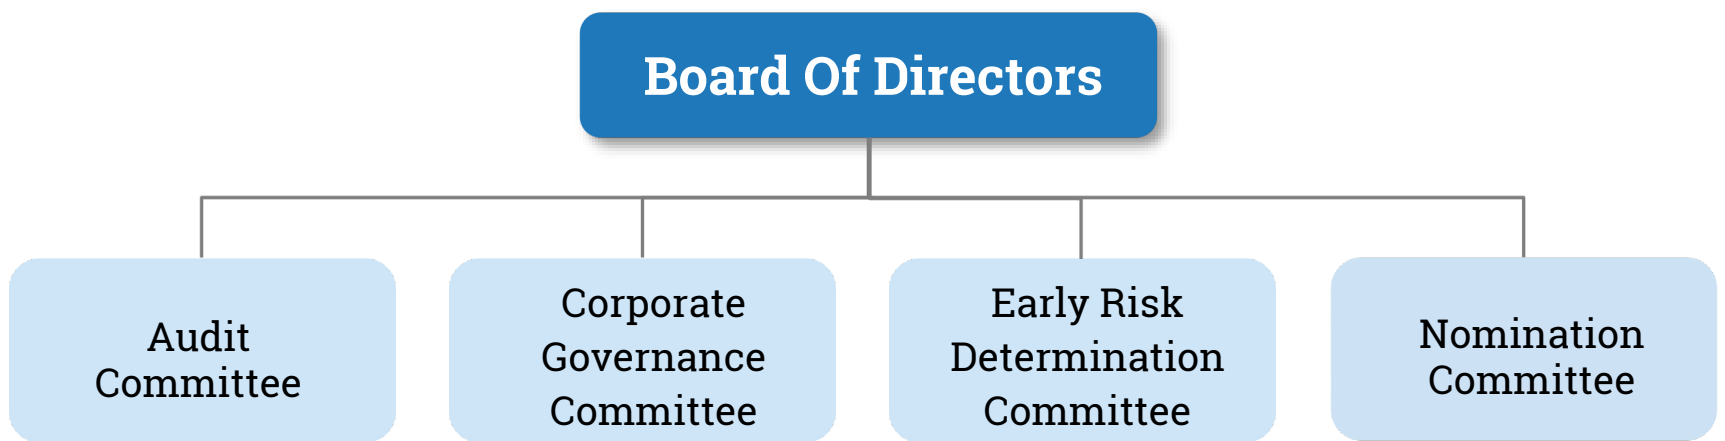 Board Of Directors
Audit
Committee
Corporate
Governance
Committee
Early Risk
Determination
Committee
Nomination
Committee